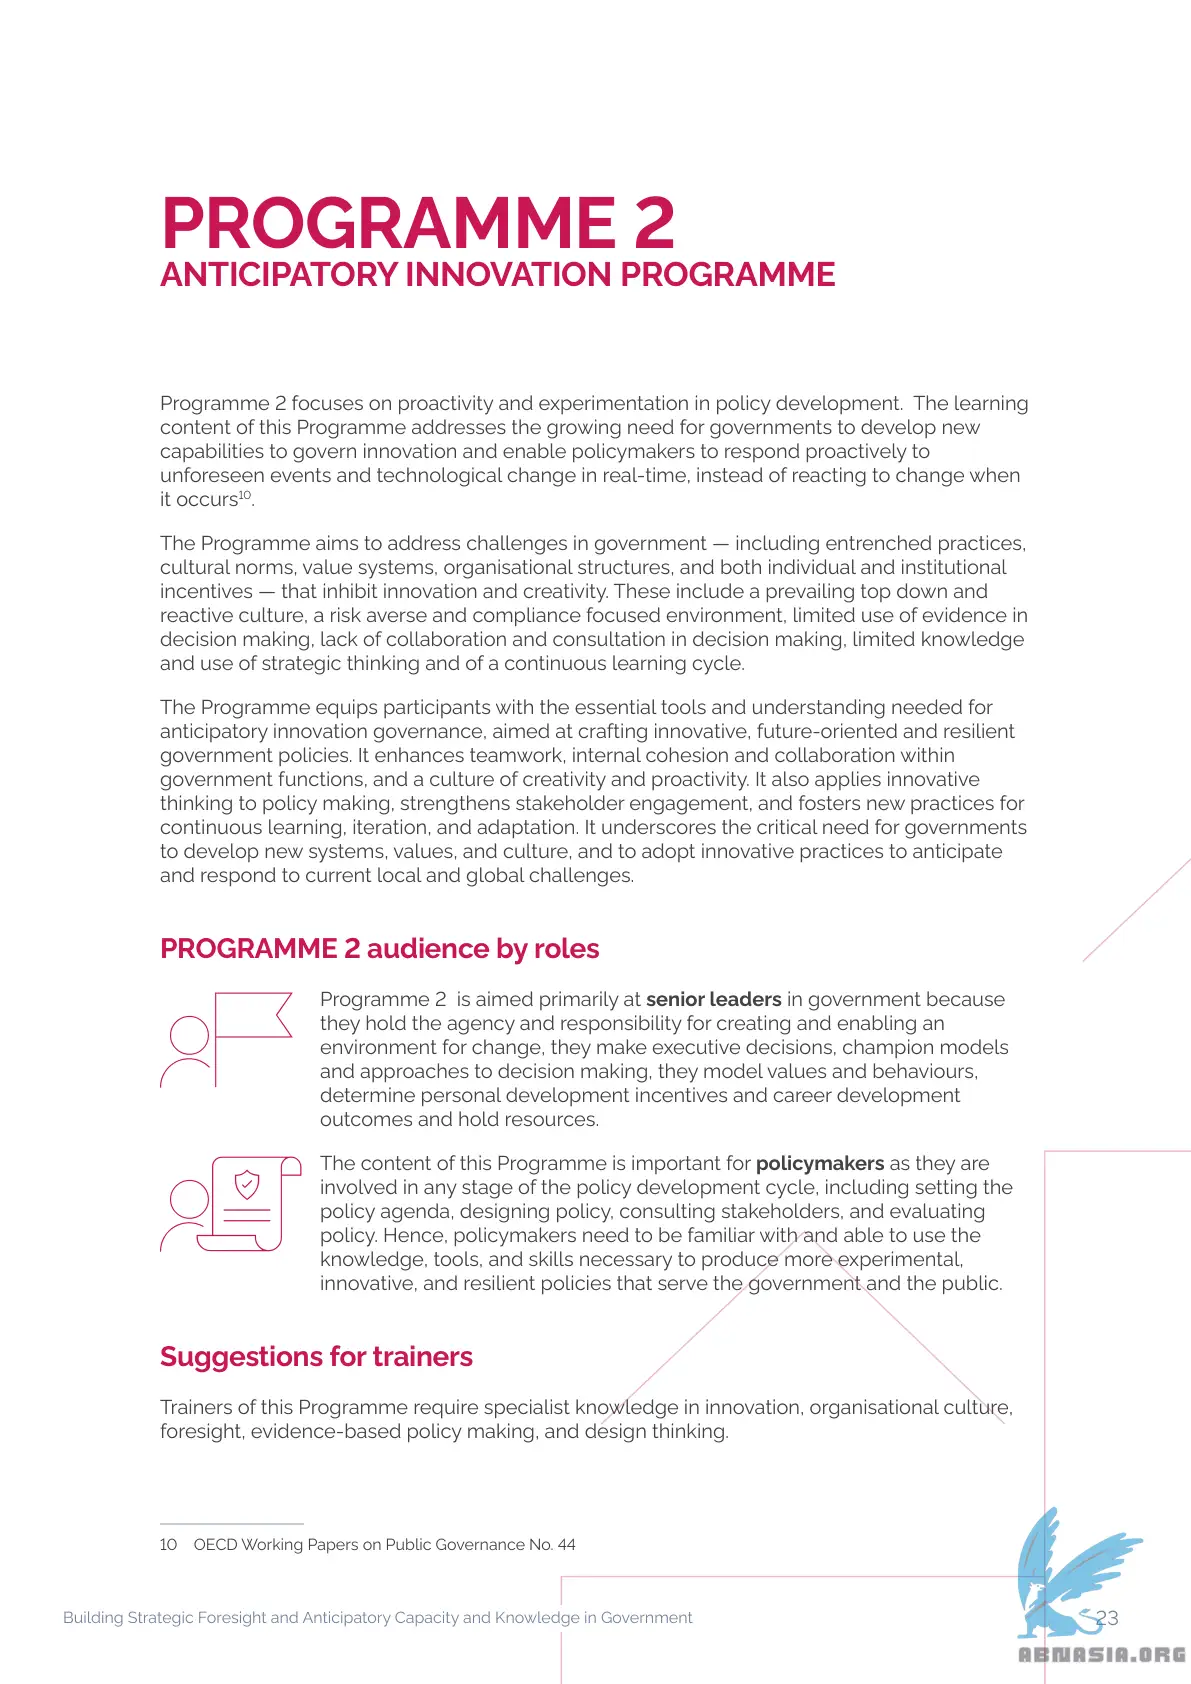 PROGRAMME 2
ANTICIPATORY INNOVATION PROGRAMME
Programme 2 focuses on proactivity and experimentation in policy development.  The learning
content of this Programme addresses the growing need for governments to develop new
capabilities to govern innovation and enable policymakers to respond proactively to
unforeseen events and technological change in real-time, instead of reacting to change when
it occurs10.
The Programme aims to address challenges in government — including entrenched practices,
cultural norms, value systems, organisational structures, and both individual and institutional
incentives — that inhibit innovation and creativity. These include a prevailing top down and
reactive culture, a risk averse and compliance focused environment, limited use of evidence in
decision making, lack of collaboration and consultation in decision making, limited knowledge
and use of strategic thinking and of a continuous learning cycle.
The Programme equips participants with the essential tools and understanding needed for
anticipatory innovation governance, aimed at crafting innovative, future-oriented and resilient
government policies. It enhances teamwork, internal cohesion and collaboration within
government functions, and a culture of creativity and proactivity. It also applies innovative
thinking to policy making, strengthens stakeholder engagement, and fosters new practices for
continuous learning, iteration, and adaptation. It underscores the critical need for governments
to develop new systems, values, and culture, and to adopt innovative practices to anticipate
and respond to current local and global challenges.
PROGRAMME 2 audience by roles
Programme 2  is aimed primarily at senior leaders in government because
they hold the agency and responsibility for creating and enabling an
environment for change, they make executive decisions, champion models
and approaches to decision making, they model values and behaviours,
determine personal development incentives and career development
outcomes and hold resources.
The content of this Programme is important for policymakers as they are
involved in any stage of the policy development cycle, including setting the
policy agenda, designing policy, consulting stakeholders, and evaluating
policy. Hence, policymakers need to be familiar with and able to use the
knowledge, tools, and skills necessary to produce more experimental,
innovative, and resilient policies that serve the government and the public.
Suggestions for trainers
Trainers of this Programme require specialist knowledge in innovation, organisational culture,
foresight, evidence-based policy making, and design thinking.
10 OECD Working Papers on Public Governance No. 44
Building Strategic Foresight and Anticipatory Capacity and Knowledge in Government
23
ABNASIA.ORG